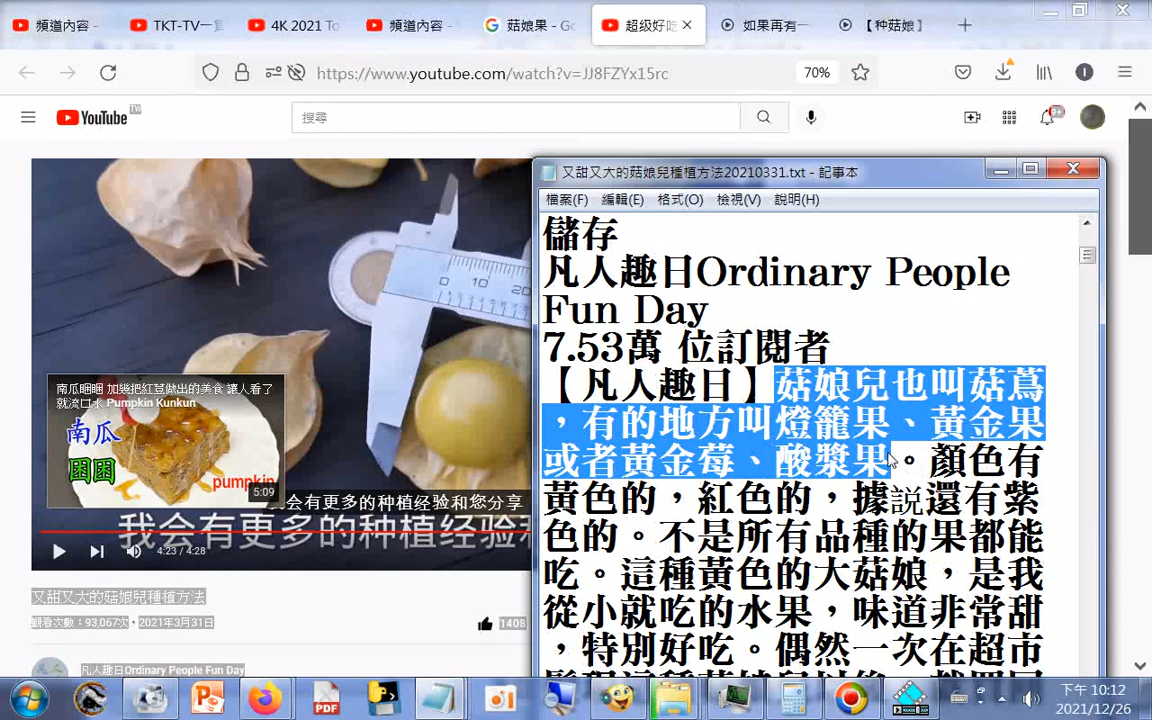 頻道內容 -
TKT-TV一
4K 2021 To
頻道內容 -
菇娘果 - Go
超级好吃
如果再有一
【种菇娘】
https://www.youtube.com/watch?v=JJ8FZYx15rc
70%
YouTube TW
搜尋
9+
又甜又大的菇娘兒種植方法20210331.txt - 記事本
檔案(F) 編輯(E) 格式(O) 檢視(V) 說明(H)
儲存
凡人趣日Ordinary People
Fun Day
7.53萬 位訂閱者
【凡人趣日】菇娘兒也叫菇蔦
，有的地方叫燈籠果、黃金果
或者黃金莓、酸漿果。顏色有
黃色的，紅色的，據説還有紫
色的。不是所有品種的果都能
吃。這種黃色的大菇娘，是我
從小就吃的水果，味道非常甜
，特別好吃。偶然一次在超市
0 10
20
南瓜睏睏 加幾把紅荳做出的美食 讓人看了
就流口水 Pumpkin Kunkun
南瓜
囷囷
pumpkin
5:09
会有更多的种植经验和您分享
我会有更多的种植经验和
4:23 / 4:28
又甜又大的菇娘兒種植方法
觀看次數：93,067次 • 2021年3月31日
1408
凡人趣日Ordinary People Fun Day
PDF
下午 10:12
2021/12/26